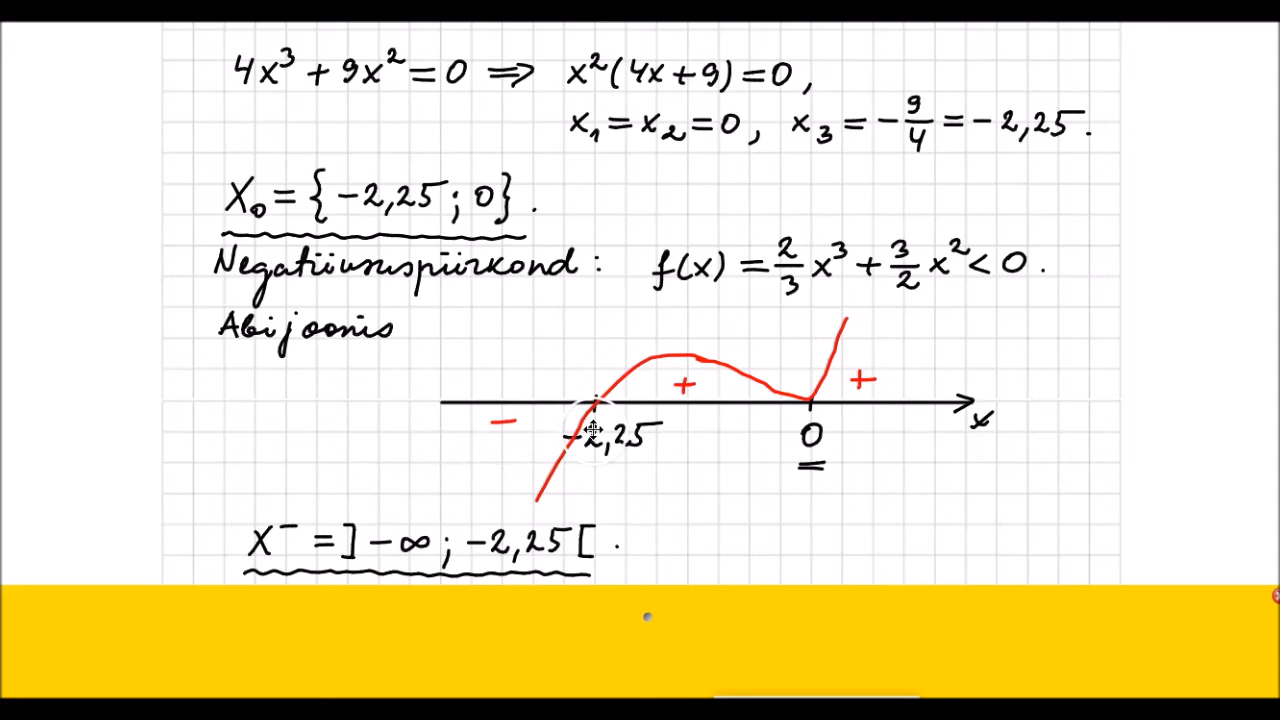 4x³ + 9x² = 0 ⇒ x²(4x + 9) = 0,
x₁ = x₂ = 0, x₃ = -9/4 = -2,25.
X₀ = {-2,25; 0}.
Negatiivsuspiirkond: f(x) = 2/3 x³ + 3/2 x² < 0.
Abijoonis
+ +
- x
-2,25 0
X⁻ = ]-∞; -2,25[.